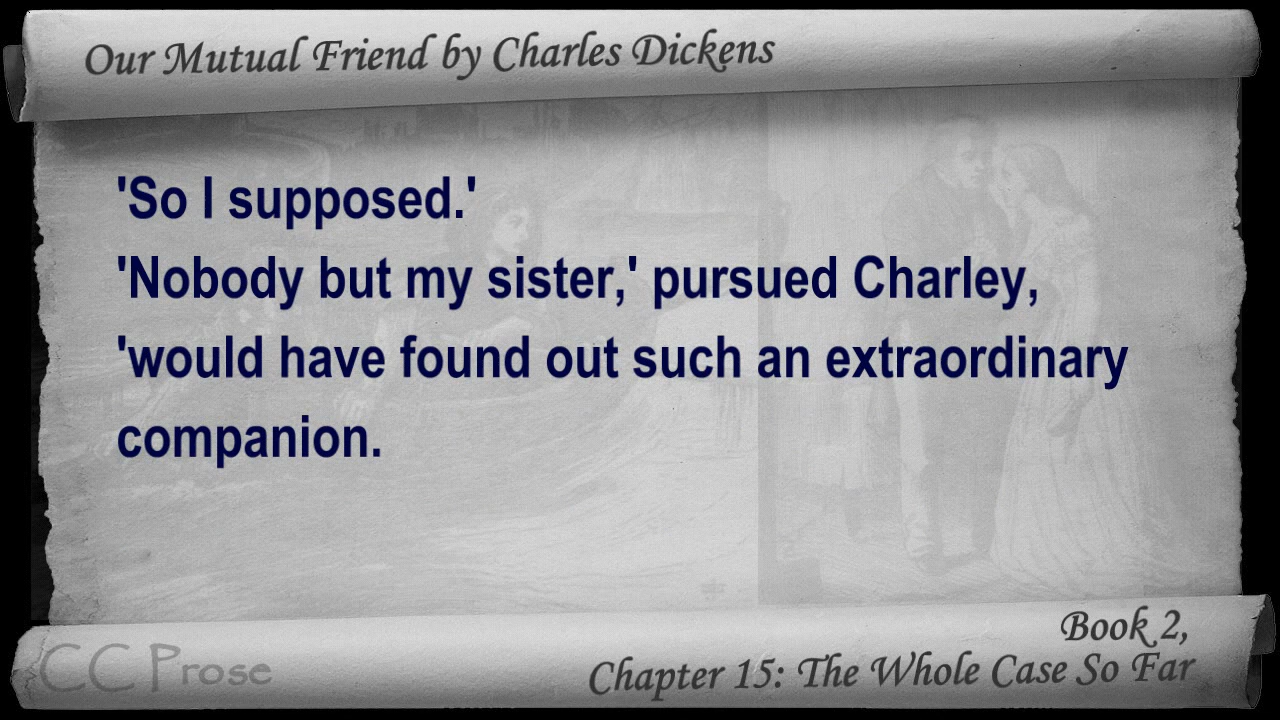 Our Mutual Friend by Charles Dickens
'So I supposed.'
'Nobody but my sister,' pursued Charley,
'would have found out such an extraordinary
companion.
CC Prose
Book 2,
Chapter 15: The Whole Case So Far